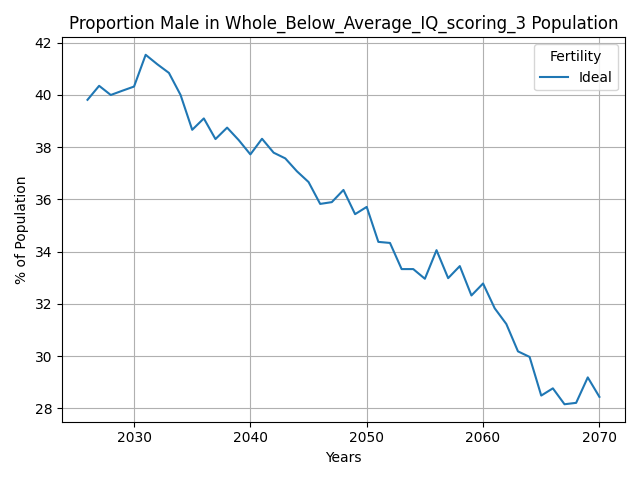 Proportion Male in Whole_Below_Average_IQ_scoring_3 Population
Fertility
Ideal
% of Population
42
40
38
36
34
32
30
28
2030
2040
2050
2060
2070
Years